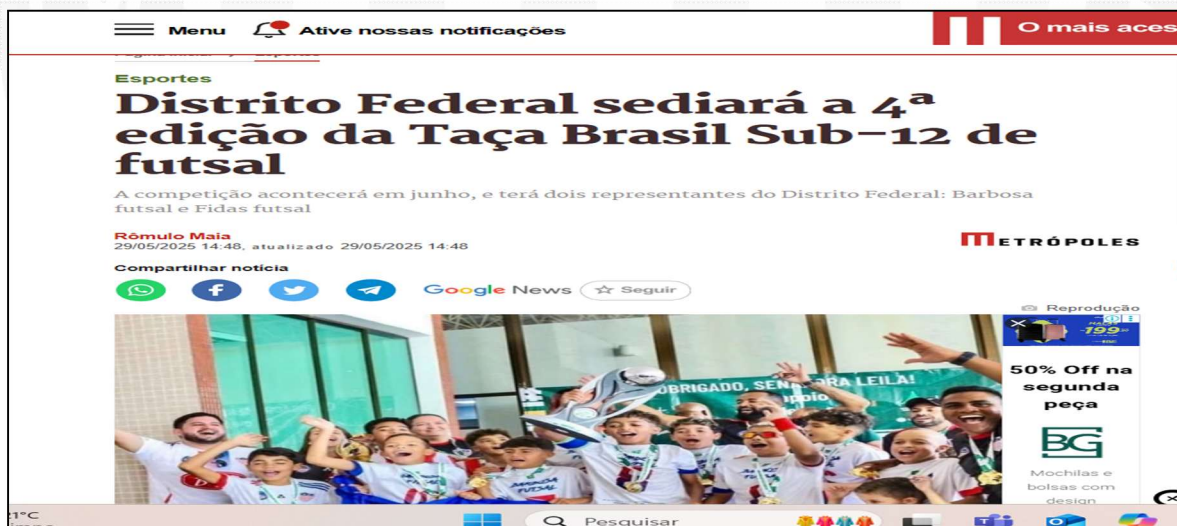 Menu
Ative nossas notificações
O mais aces
Esportes
Distrito Federal sediará a 4ª
edição da Taça Brasil Sub-12 de
futsal
A competição acontecerá em junho, e terá dois representantes do Distrito Federal: Barbosa
futsal e Fidas futsal
Rômulo Maia
29/05/2025 14:48, atualizado 29/05/2025 14:48
METRÓPOLES
Compartilhar notícia
Google News
Seguir
Reprodução
199
50% Off na
segunda
peça
BG
Mochilas e
bolsas com
design
OBRIGADO, SENADORA LEILA!
apoio
Pesquisar